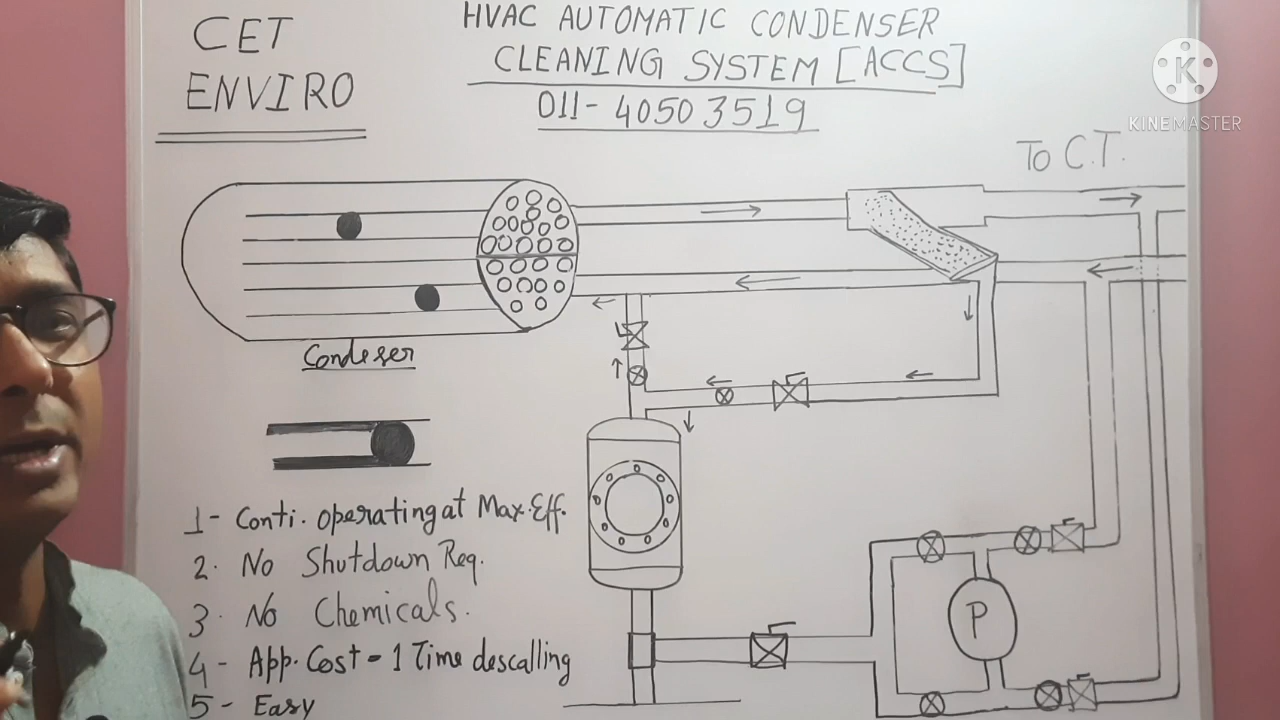 CET
ENVIRO
HVAC AUTOMATIC CONDENSER
CLEANING SYSTEM [ACCS]
011- 40503519
K
KINEMASTER
To C.T.
Condeser
P
1- Conti. operating at Max. Eff.
2. No Shutdown Req.
3. No Chemicals.
4- App. Cost - 1 Time descalling
5- Easy